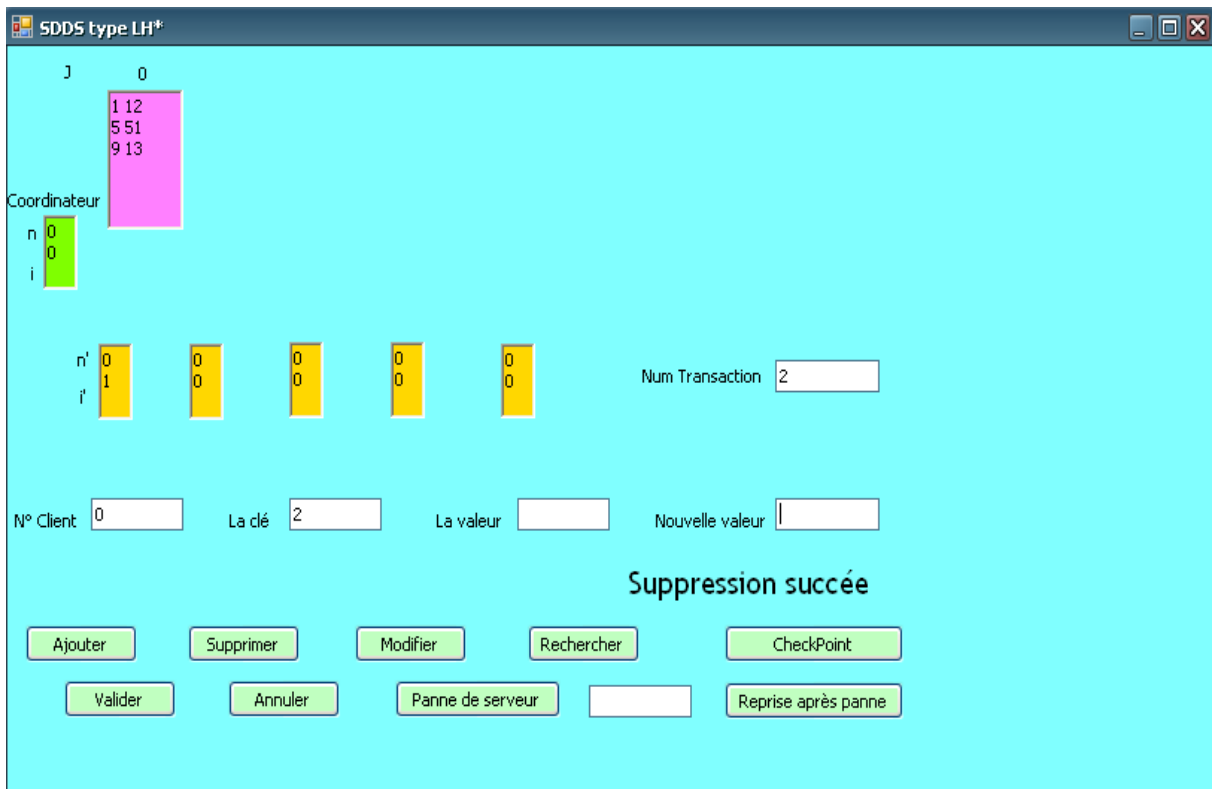 SDDS type LH*
J 0
1 12
5 51
9 13
Coordinateur
n 0
0
i
n' 0 0 0 0 0
1 0 0 0 0
i'
Num Transaction 2
N° Client 0 La clé 2 La valeur Nouvelle valeur
Suppression succée
Ajouter Supprimer Modifier Rechercher CheckPoint
Valider Annuler Panne de serveur Reprise après panne